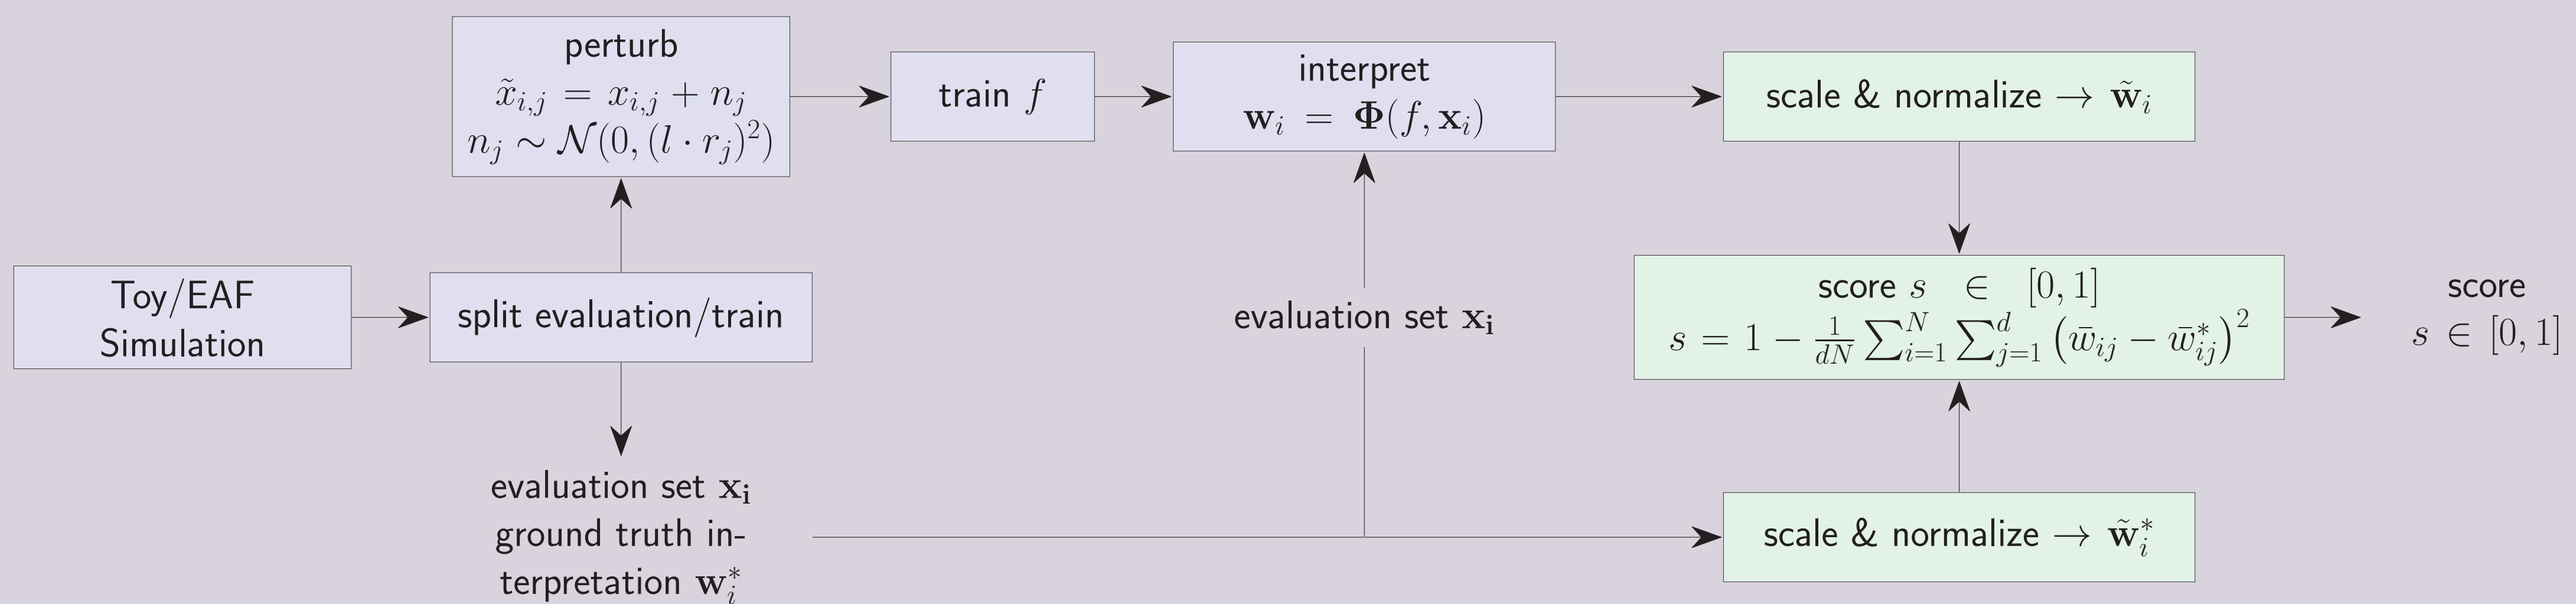 perturb
x̃_{i,j} = x_{i,j} + n_j
n_j ∼ 𝒩(0, (l · r_j)²)
train f
interpret
𝐰_i = 𝚽(f, 𝐱_i)
scale & normalize → 𝐰̃_i
Toy/EAF
Simulation
split evaluation/train
evaluation set 𝐱_𝐢
score s ∈ [0, 1]
s = 1 − \frac{1}{dN} ∑_{i=1}^{N} ∑_{j=1}^{d} (w̄_{ij} − w̄^*_{ij})²
score
s ∈ [0, 1]
evaluation set 𝐱_𝐢
ground truth in-
terpretation 𝐰^*_i
scale & normalize → 𝐰̃^*_i